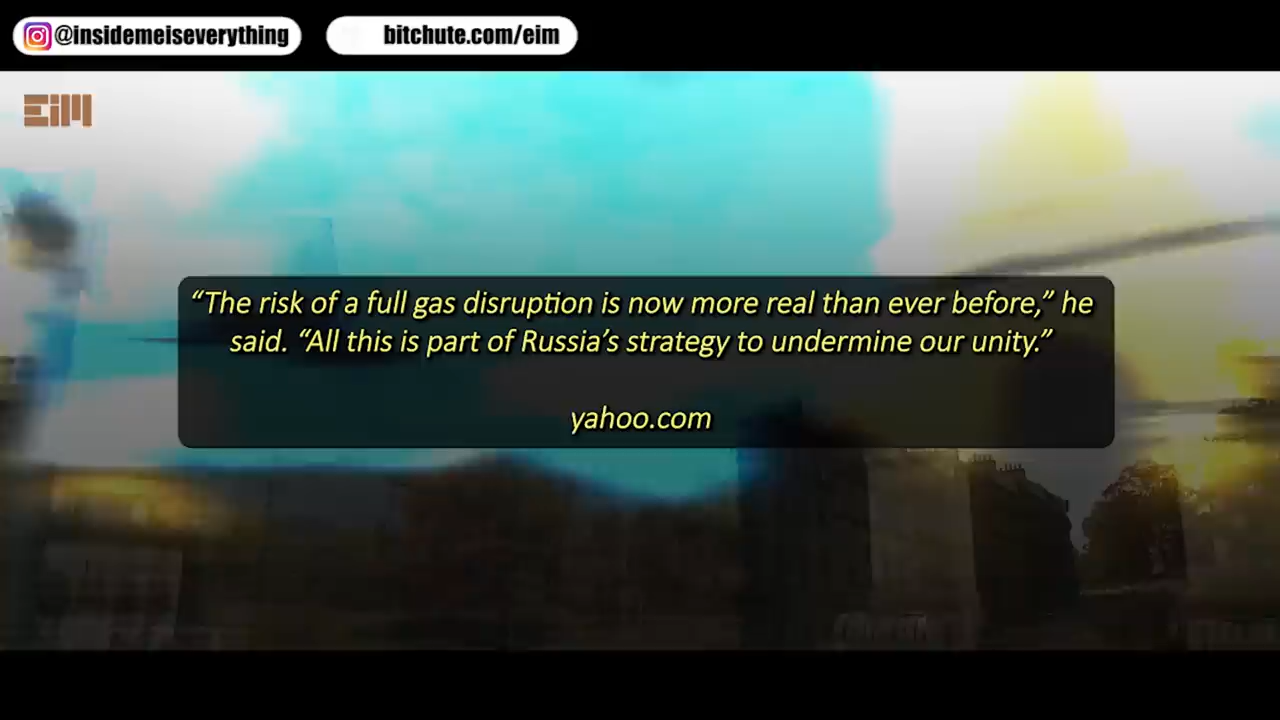 @insidemeiseverything
bitchute.com/eim
EiM
“The risk of a full gas disruption is now more real than ever before,” he
said. “All this is part of Russia’s strategy to undermine our unity.”
yahoo.com